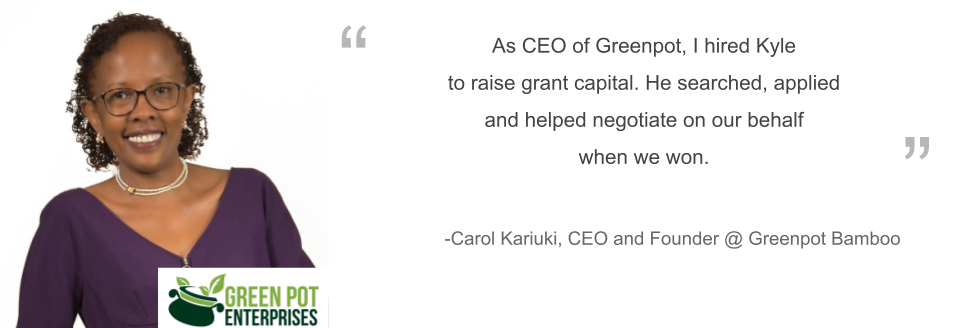 “
As CEO of Greenpot, I hired Kyle
to raise grant capital. He searched, applied
and helped negotiate on our behalf
when we won.
”
-Carol Kariuki, CEO and Founder @ Greenpot Bamboo
GREEN POT
ENTERPRISES